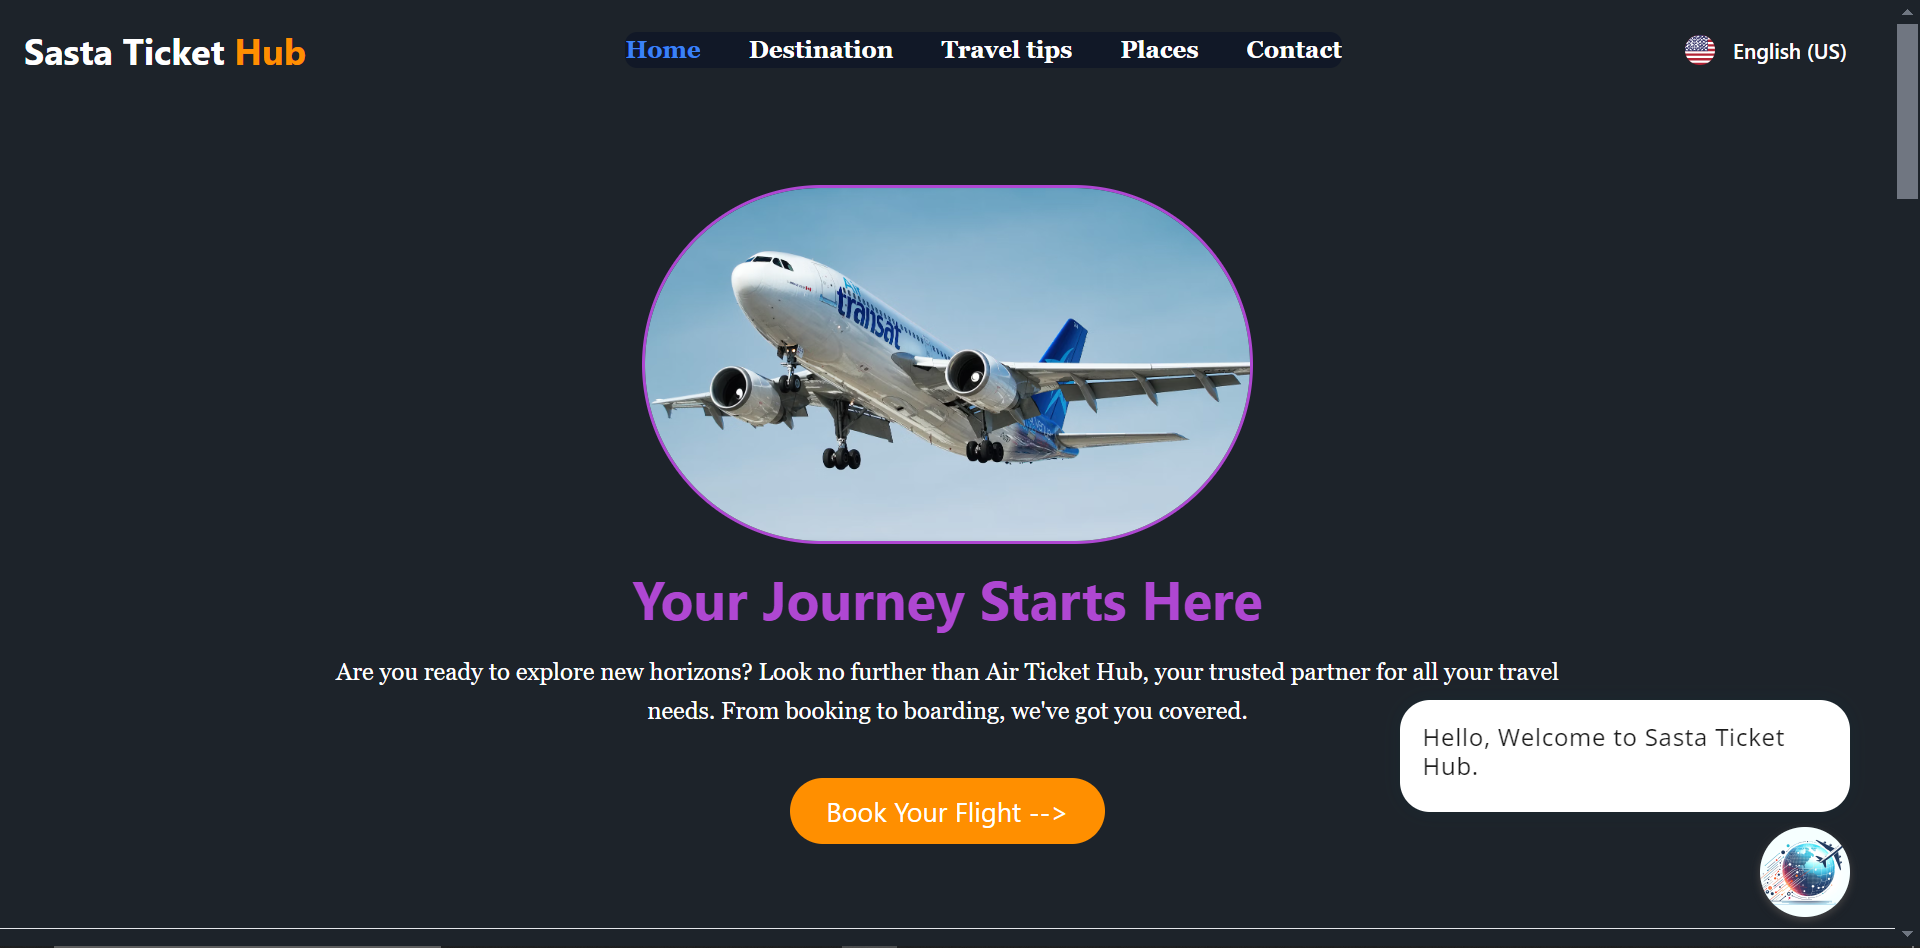 Sasta Ticket Hub
Home Destination Travel tips Places Contact
English (US)
Air
transat
Your Journey Starts Here
Are you ready to explore new horizons? Look no further than Air Ticket Hub, your trusted partner for all your travel
needs. From booking to boarding, we've got you covered.
Book Your Flight -->
Hello, Welcome to Sasta Ticket
Hub.